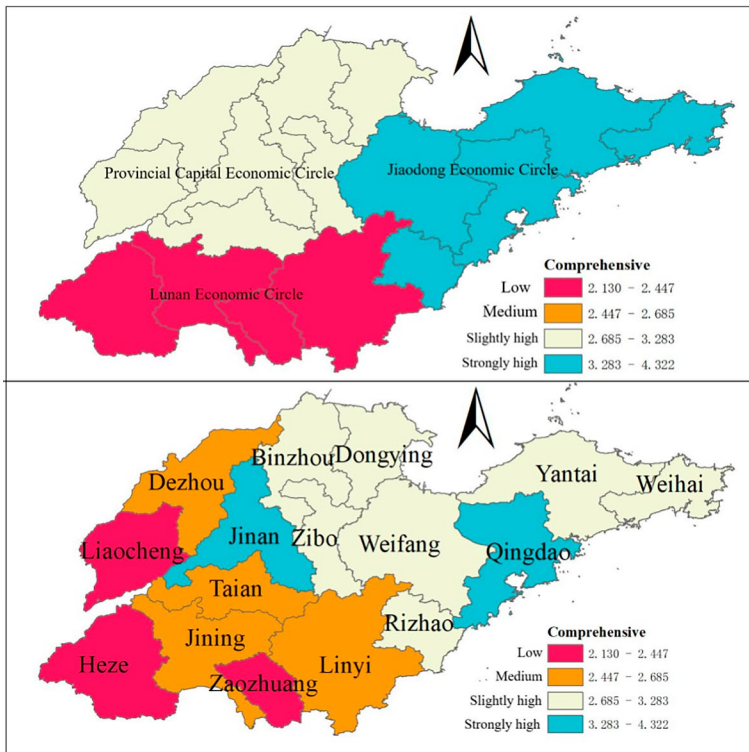 Provincial Capital Economic Circle
Jiaodong Economic Circle
Lunan Economic Circle
Comprehensive
Low 2.130 - 2.447
Medium 2.447 - 2.685
Slightly high 2.685 - 3.283
Strongly high 3.283 - 4.322
Binzhou
Dongying
Dezhou
Yantai
Weihai
Liaocheng
Jinan
Zibo
Weifang
Qingdao
Taian
Rizhao
Jining
Heze
Linyi
Zaozhuang
Comprehensive
Low 2.130 - 2.447
Medium 2.447 - 2.685
Slightly high 2.685 - 3.283
Strongly high 3.283 - 4.322